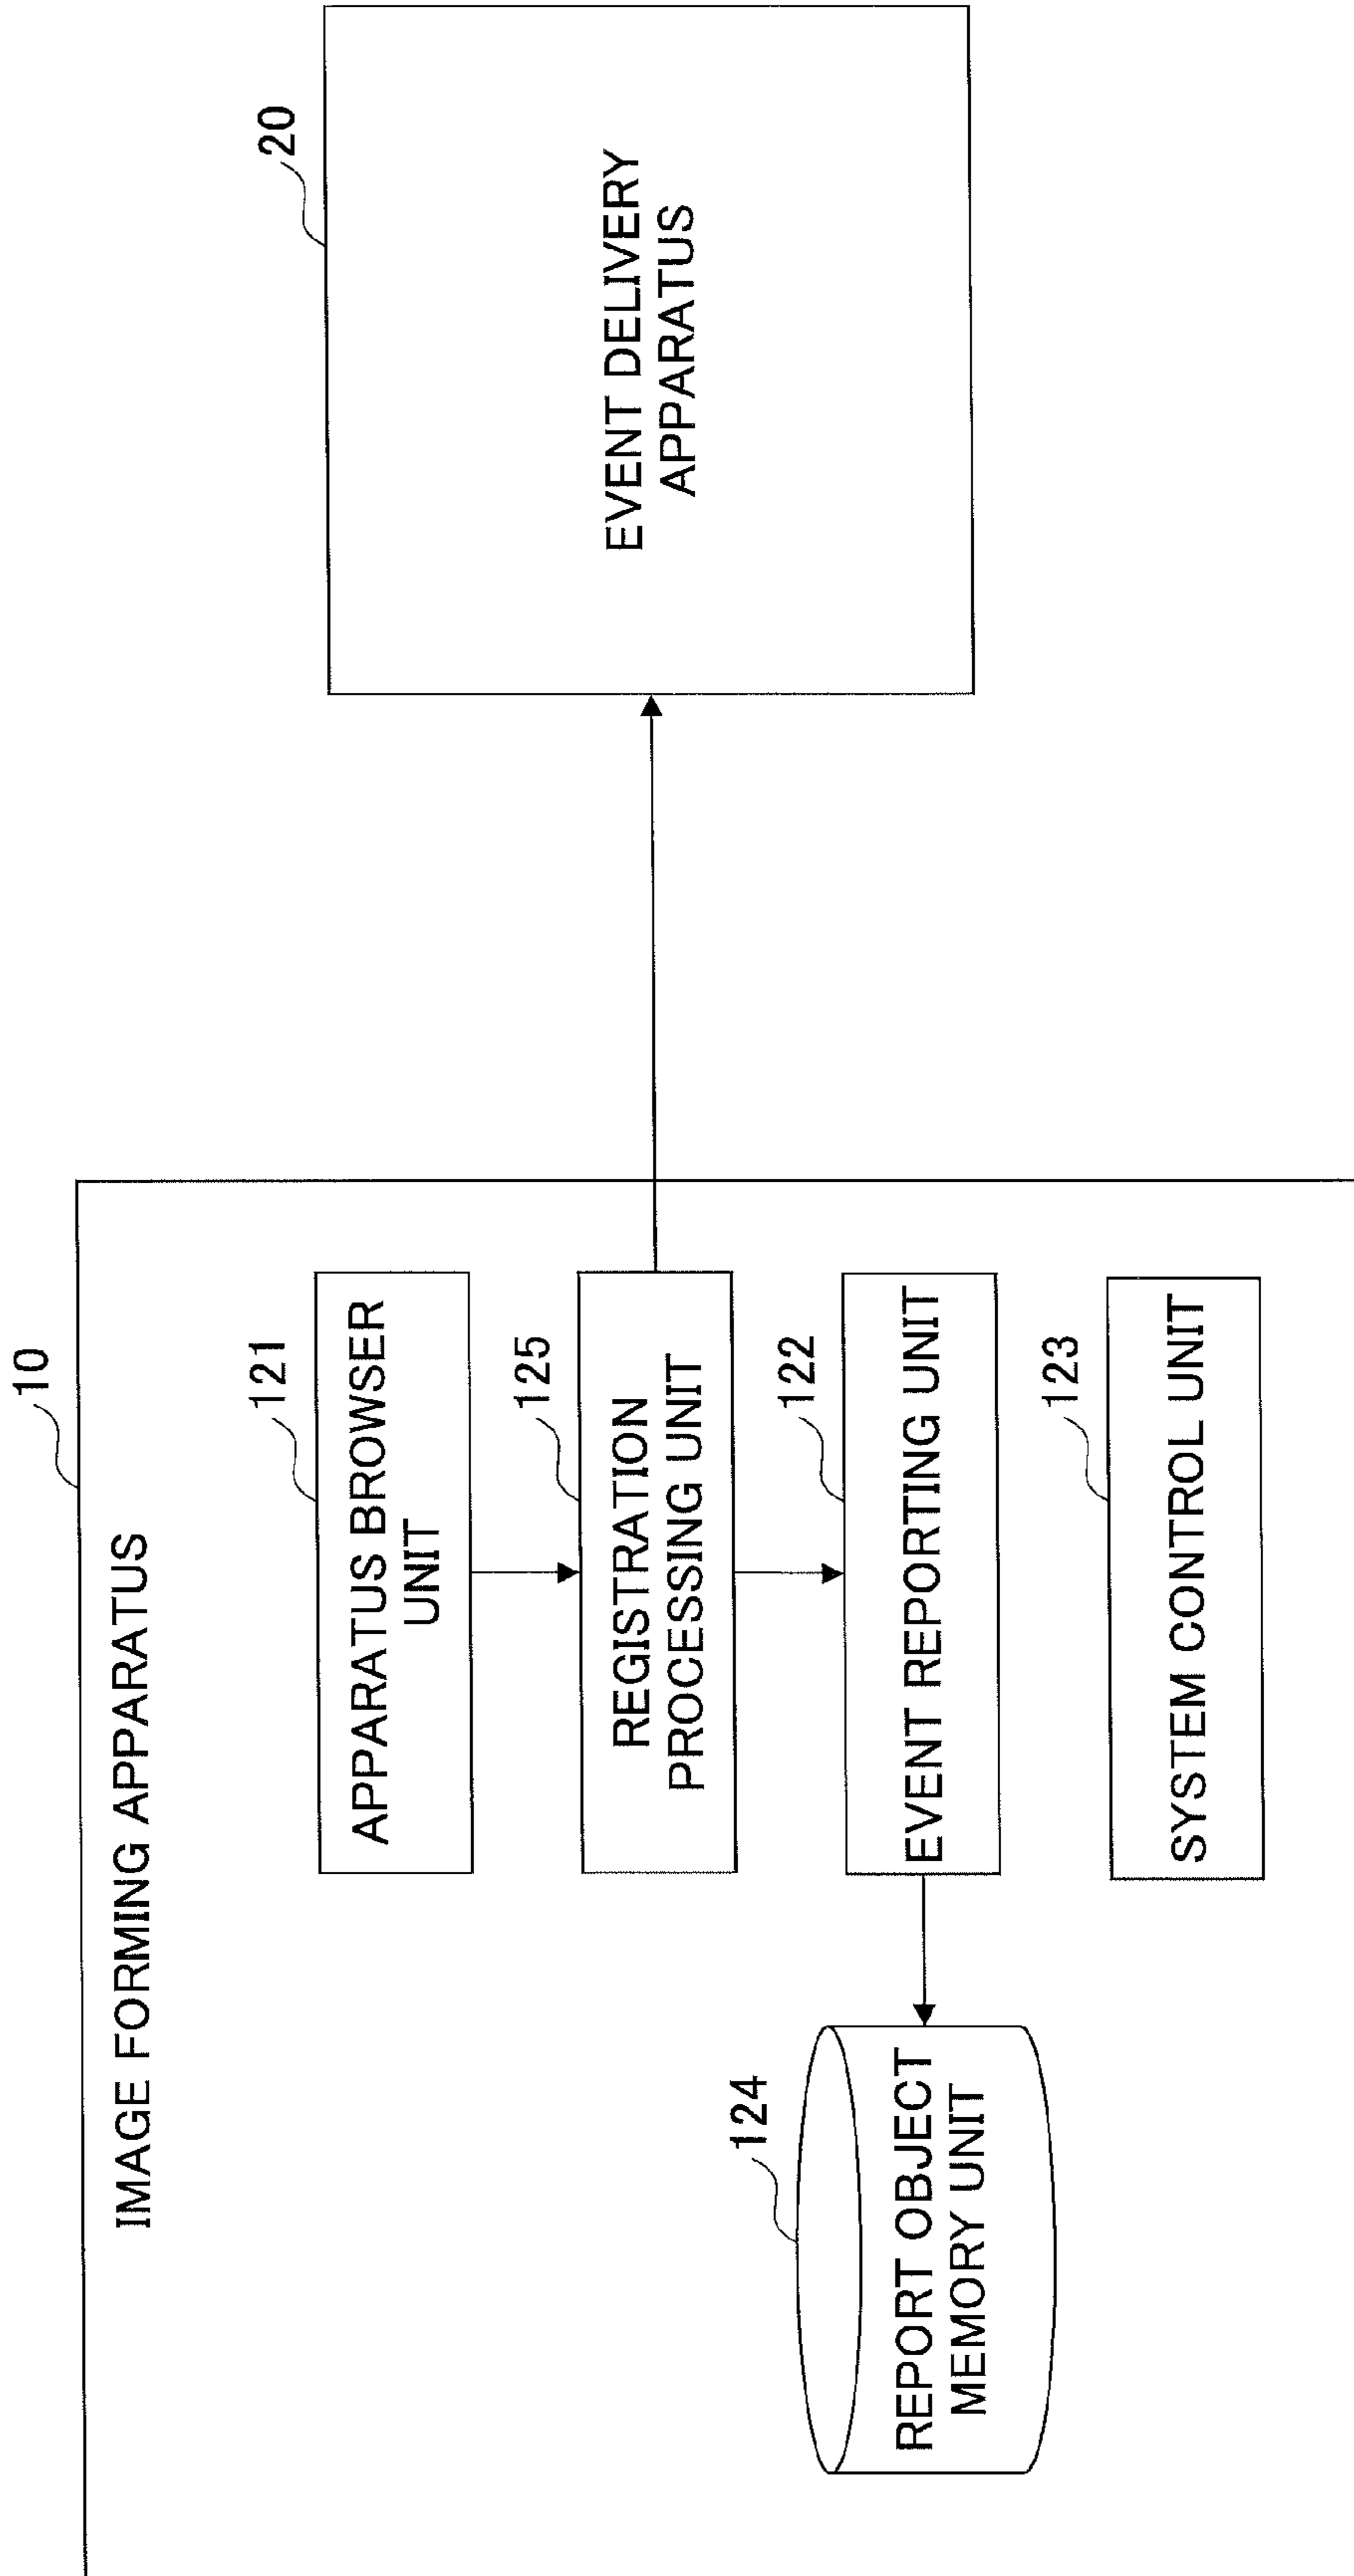 10
IMAGE FORMING APPARATUS
121
APPARATUS BROWSER
UNIT
125
REGISTRATION
PROCESSING UNIT
122
EVENT REPORTING UNIT
123
SYSTEM CONTROL UNIT
124
REPORT OBJECT
MEMORY UNIT
20
EVENT DELIVERY
APPARATUS